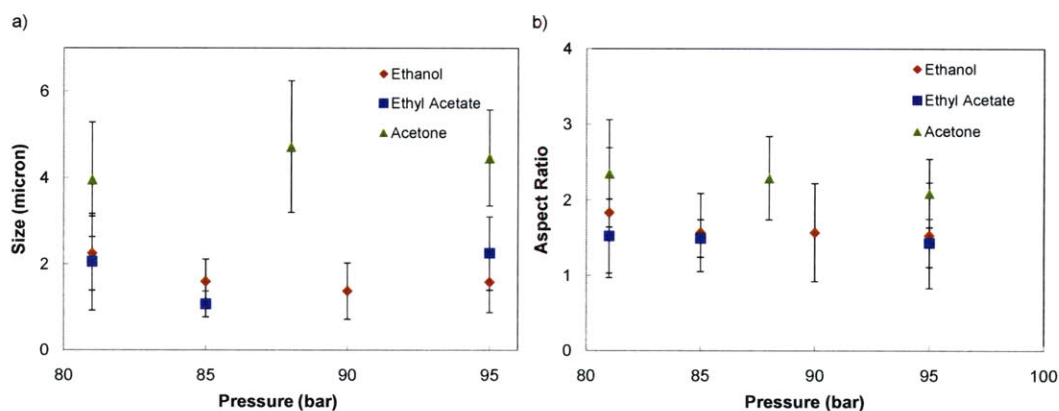 a)
6
4
2
0
Size (micron)
80
85
90
95
Pressure (bar)
Ethanol
Ethyl Acetate
Acetone
b)
4
3
2
1
0
Aspect Ratio
80
85
90
95
100
Pressure (bar)
Ethanol
Ethyl Acetate
Acetone